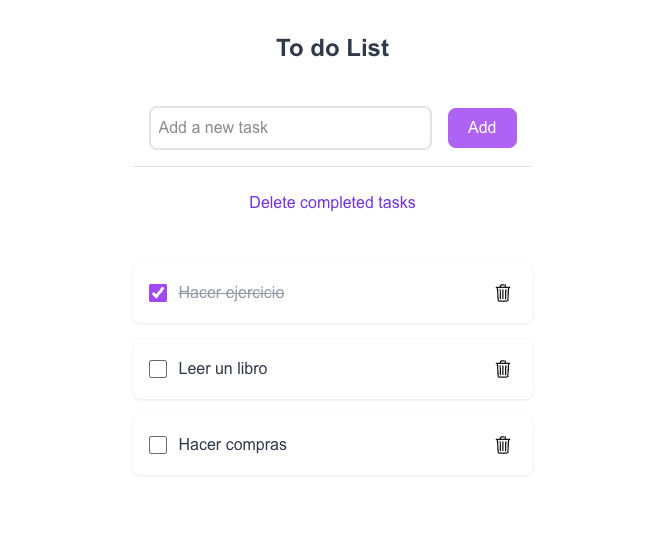 To do List
Add a new task
Add
Delete completed tasks
Hacer ejercicio
Leer un libro
Hacer compras